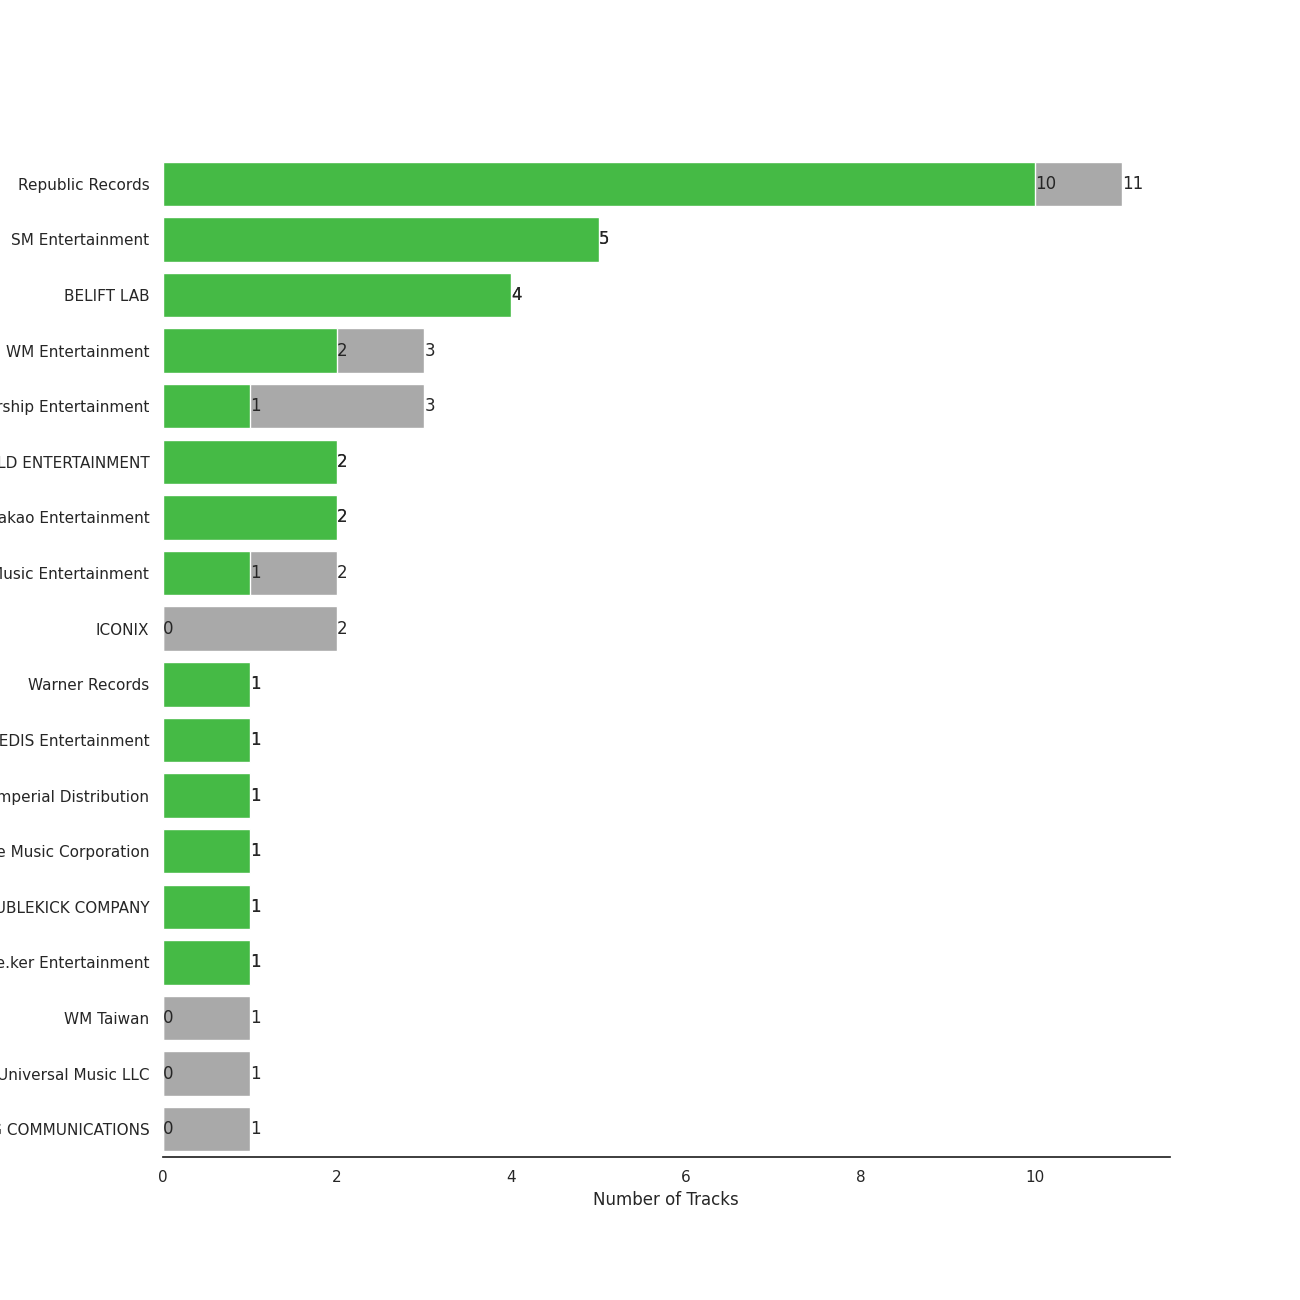 Republic Records 10 11
SM Entertainment 5
BELIFT LAB 4
WM Entertainment 2 3
rship Entertainment 1 3
LD ENTERTAINMENT 2
akao Entertainment 2
Music Entertainment 1 2
ICONIX 0 2
Warner Records 1
EDIS Entertainment 1
mperial Distribution 1
e Music Corporation 1
UBLEKICK COMPANY 1
e.ker Entertainment 1
WM Taiwan 0 1
Universal Music LLC 0 1
G COMMUNICATIONS 0 1
0 2 4 6 8 10
Number of Tracks